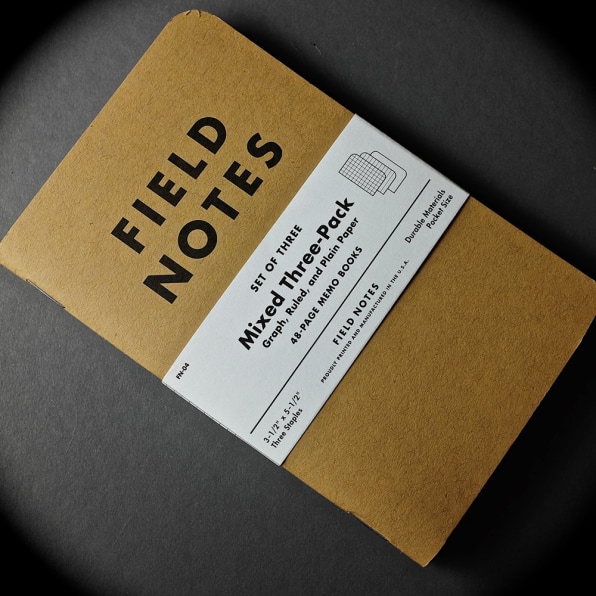 FIELD
NOTES
SET OF THREE
Mixed Three-Pack
Graph, Ruled, and Plain Paper
48-PAGE MEMO BOOKS
Durable Materials
Pocket Size
FIELD NOTES
PROUDLY PRINTED AND MANUFACTURED IN THE U.S.A.
3-1/2" x 5-1/2"
Three Staples
FN-04